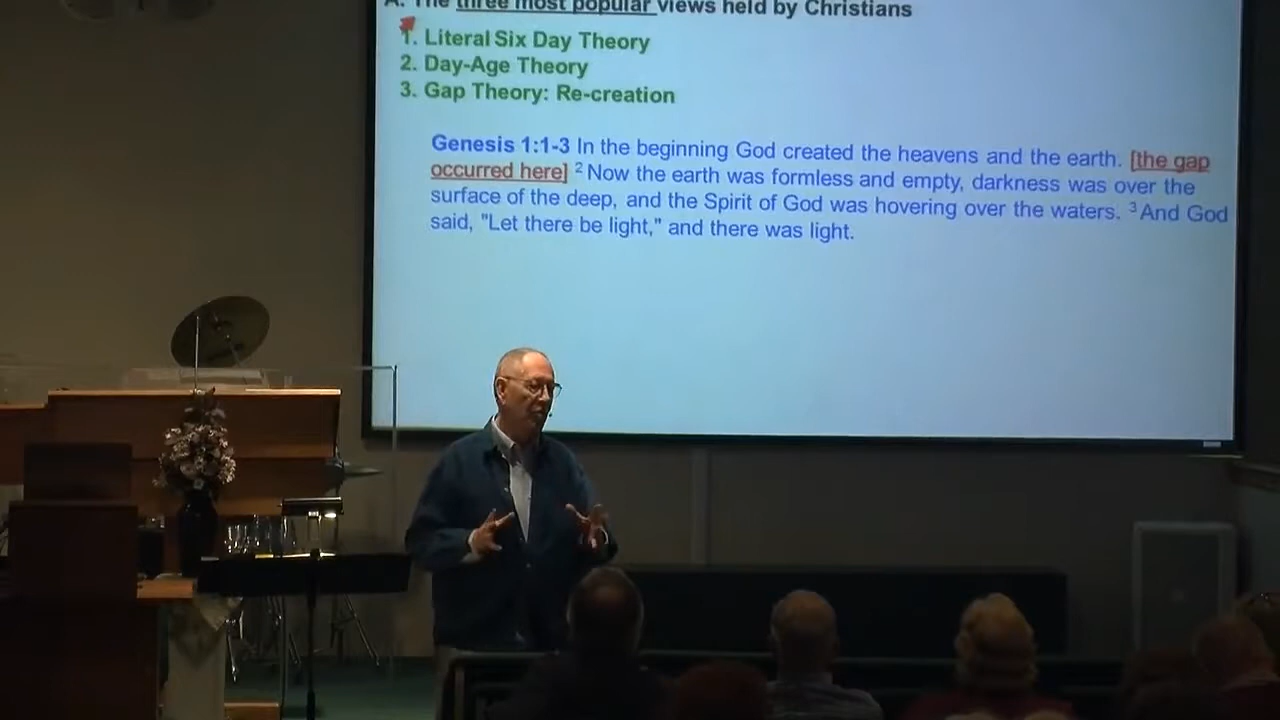 A. The three most popular views held by Christians
1. Literal Six Day Theory
2. Day-Age Theory
3. Gap Theory: Re-creation
Genesis 1:1-3 In the beginning God created the heavens and the earth. [the gap
occurred here] 2 Now the earth was formless and empty, darkness was over the
surface of the deep, and the Spirit of God was hovering over the waters. 3 And God
said, "Let there be light," and there was light.